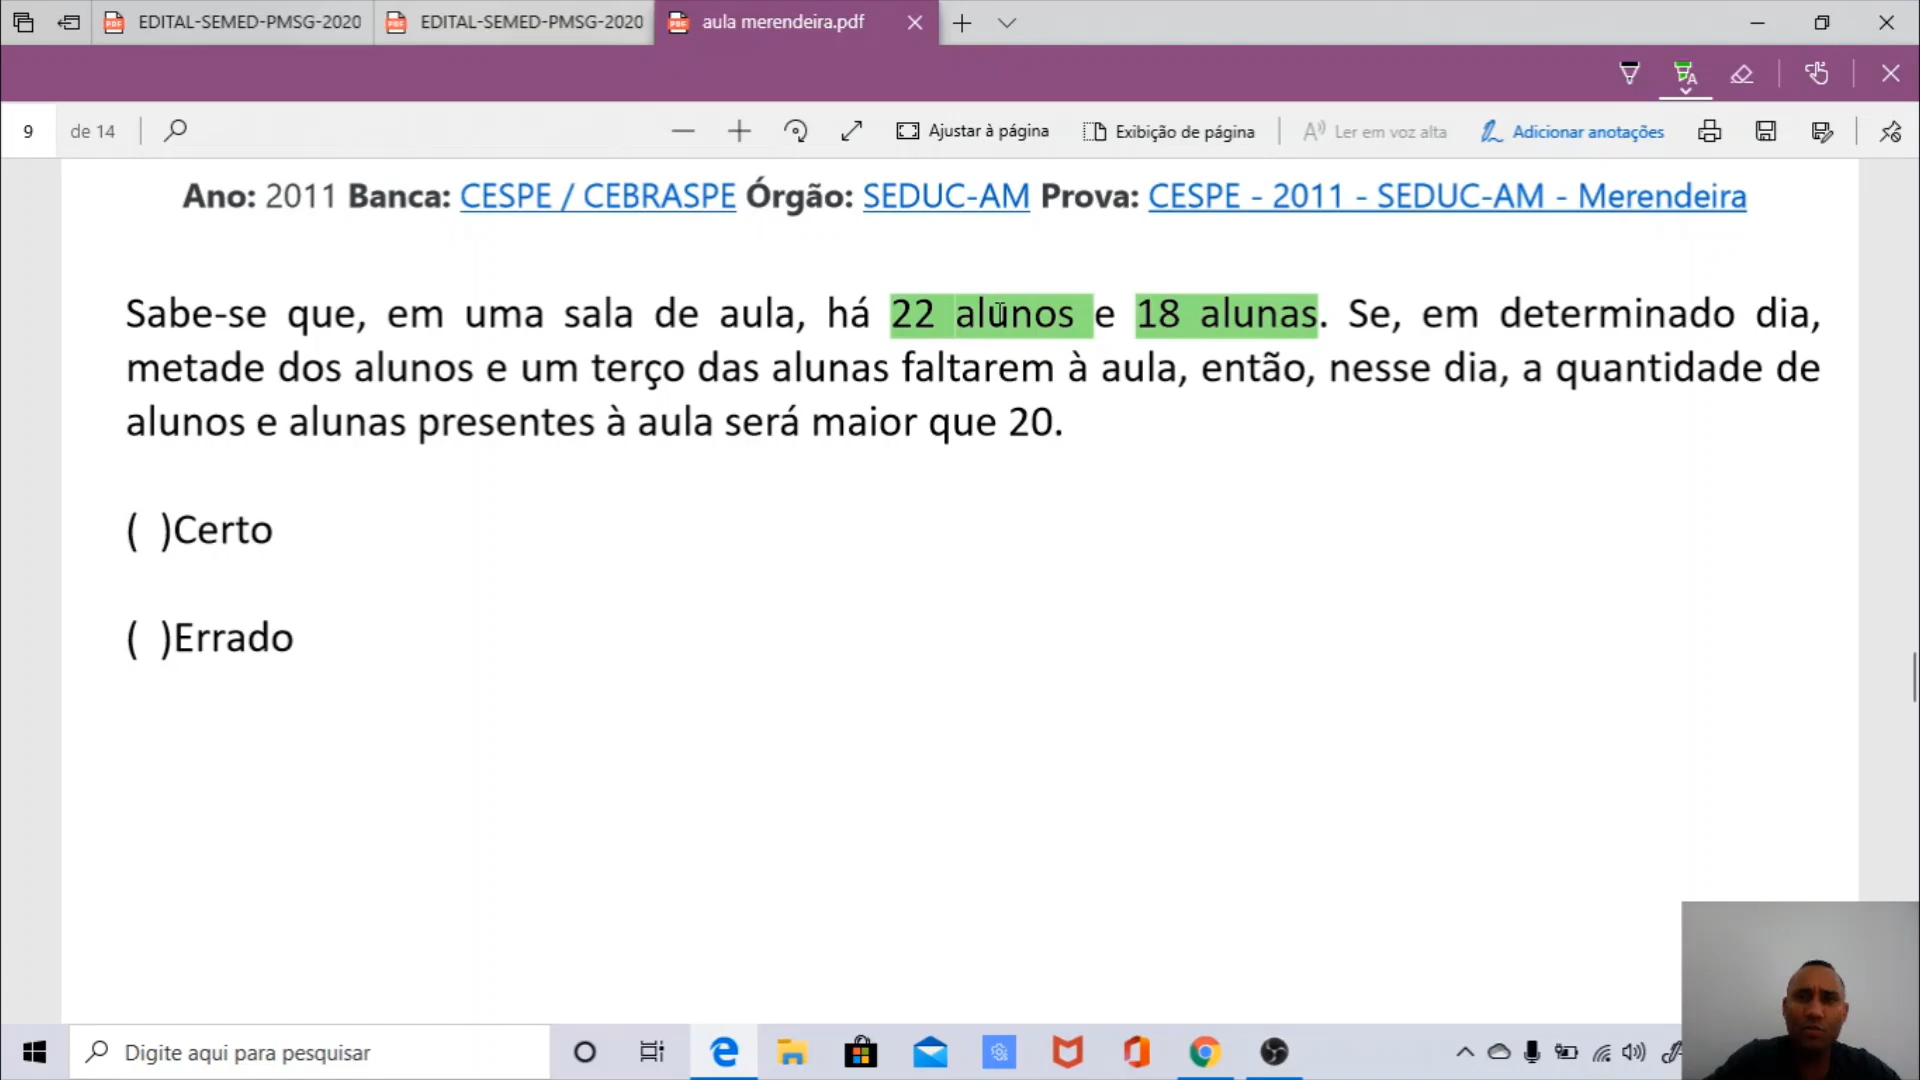 EDITAL-SEMED-PMSG-2020
EDITAL-SEMED-PMSG-2020
aula merendeira.pdf
9 de 14
Ajustar à página
Exibição de página
Ler em voz alta
Adicionar anotações
Ano: 2011 Banca: CESPE / CEBRASPE Órgão: SEDUC-AM Prova: CESPE - 2011 - SEDUC-AM - Merendeira
Sabe-se que, em uma sala de aula, há 22 alunos e 18 alunas. Se, em determinado dia,
metade dos alunos e um terço das alunas faltarem à aula, então, nesse dia, a quantidade de
alunos e alunas presentes à aula será maior que 20.
( )Certo
( )Errado
Digite aqui para pesquisar